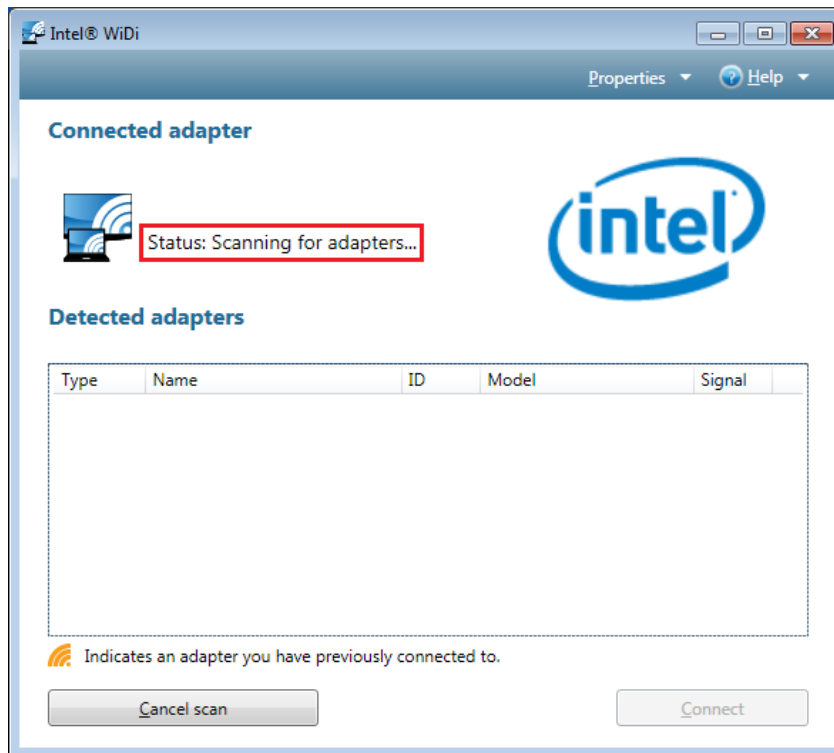 Intel® WiDi
Properties Help
Connected adapter
Status: Scanning for adapters...
intel
Detected adapters
Type Name ID Model Signal
Indicates an adapter you have previously connected to.
Cancel scan Connect